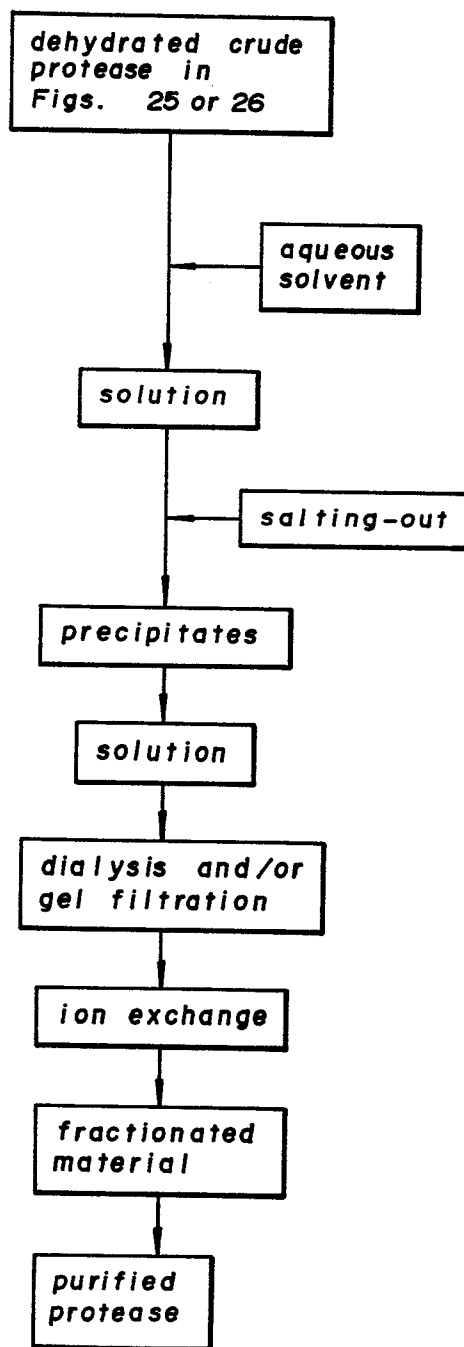 dehydrated crude
protease in
Figs. 25 or 26
aqueous
solvent
solution
salting-out
precipitates
solution
dialysis and/or
gel filtration
ion exchange
fractionated
material
purified
protease